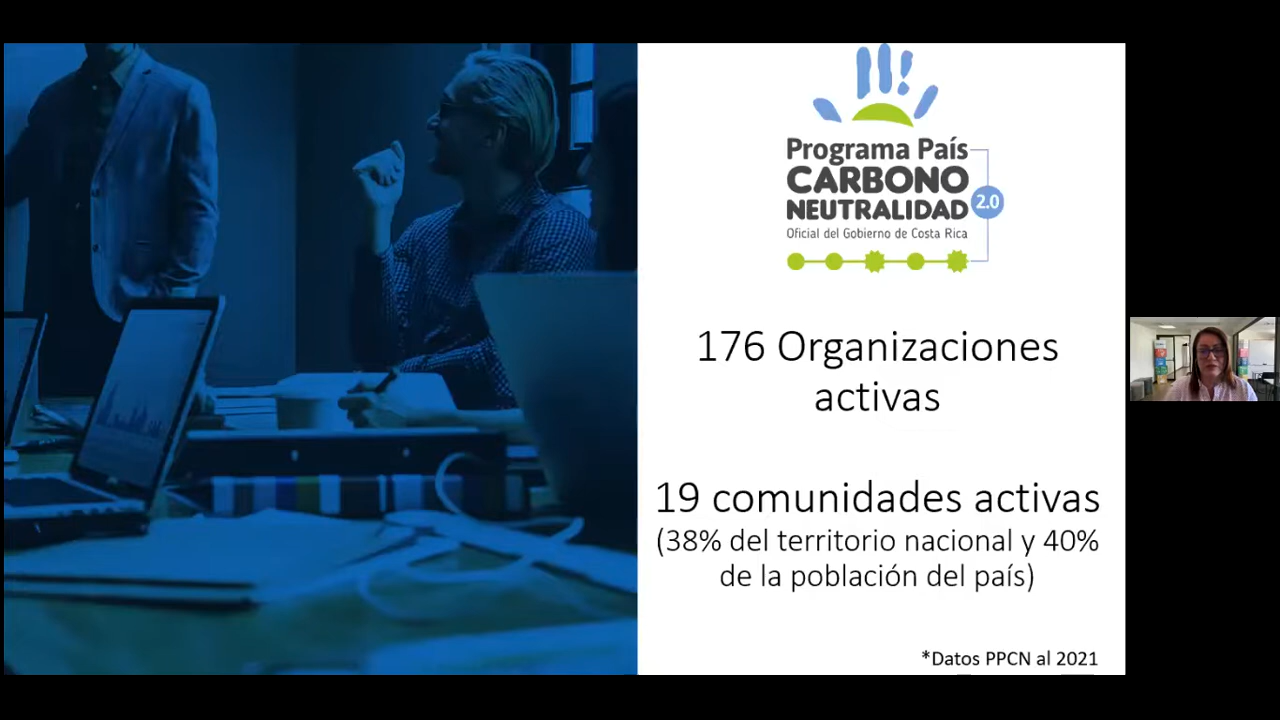 Programa País
CARBONO
NEUTRALIDAD
2.0
Oficial del Gobierno de Costa Rica
176 Organizaciones
activas
19 comunidades activas
(38% del territorio nacional y 40%
de la población del país)
*Datos PPCN al 2021